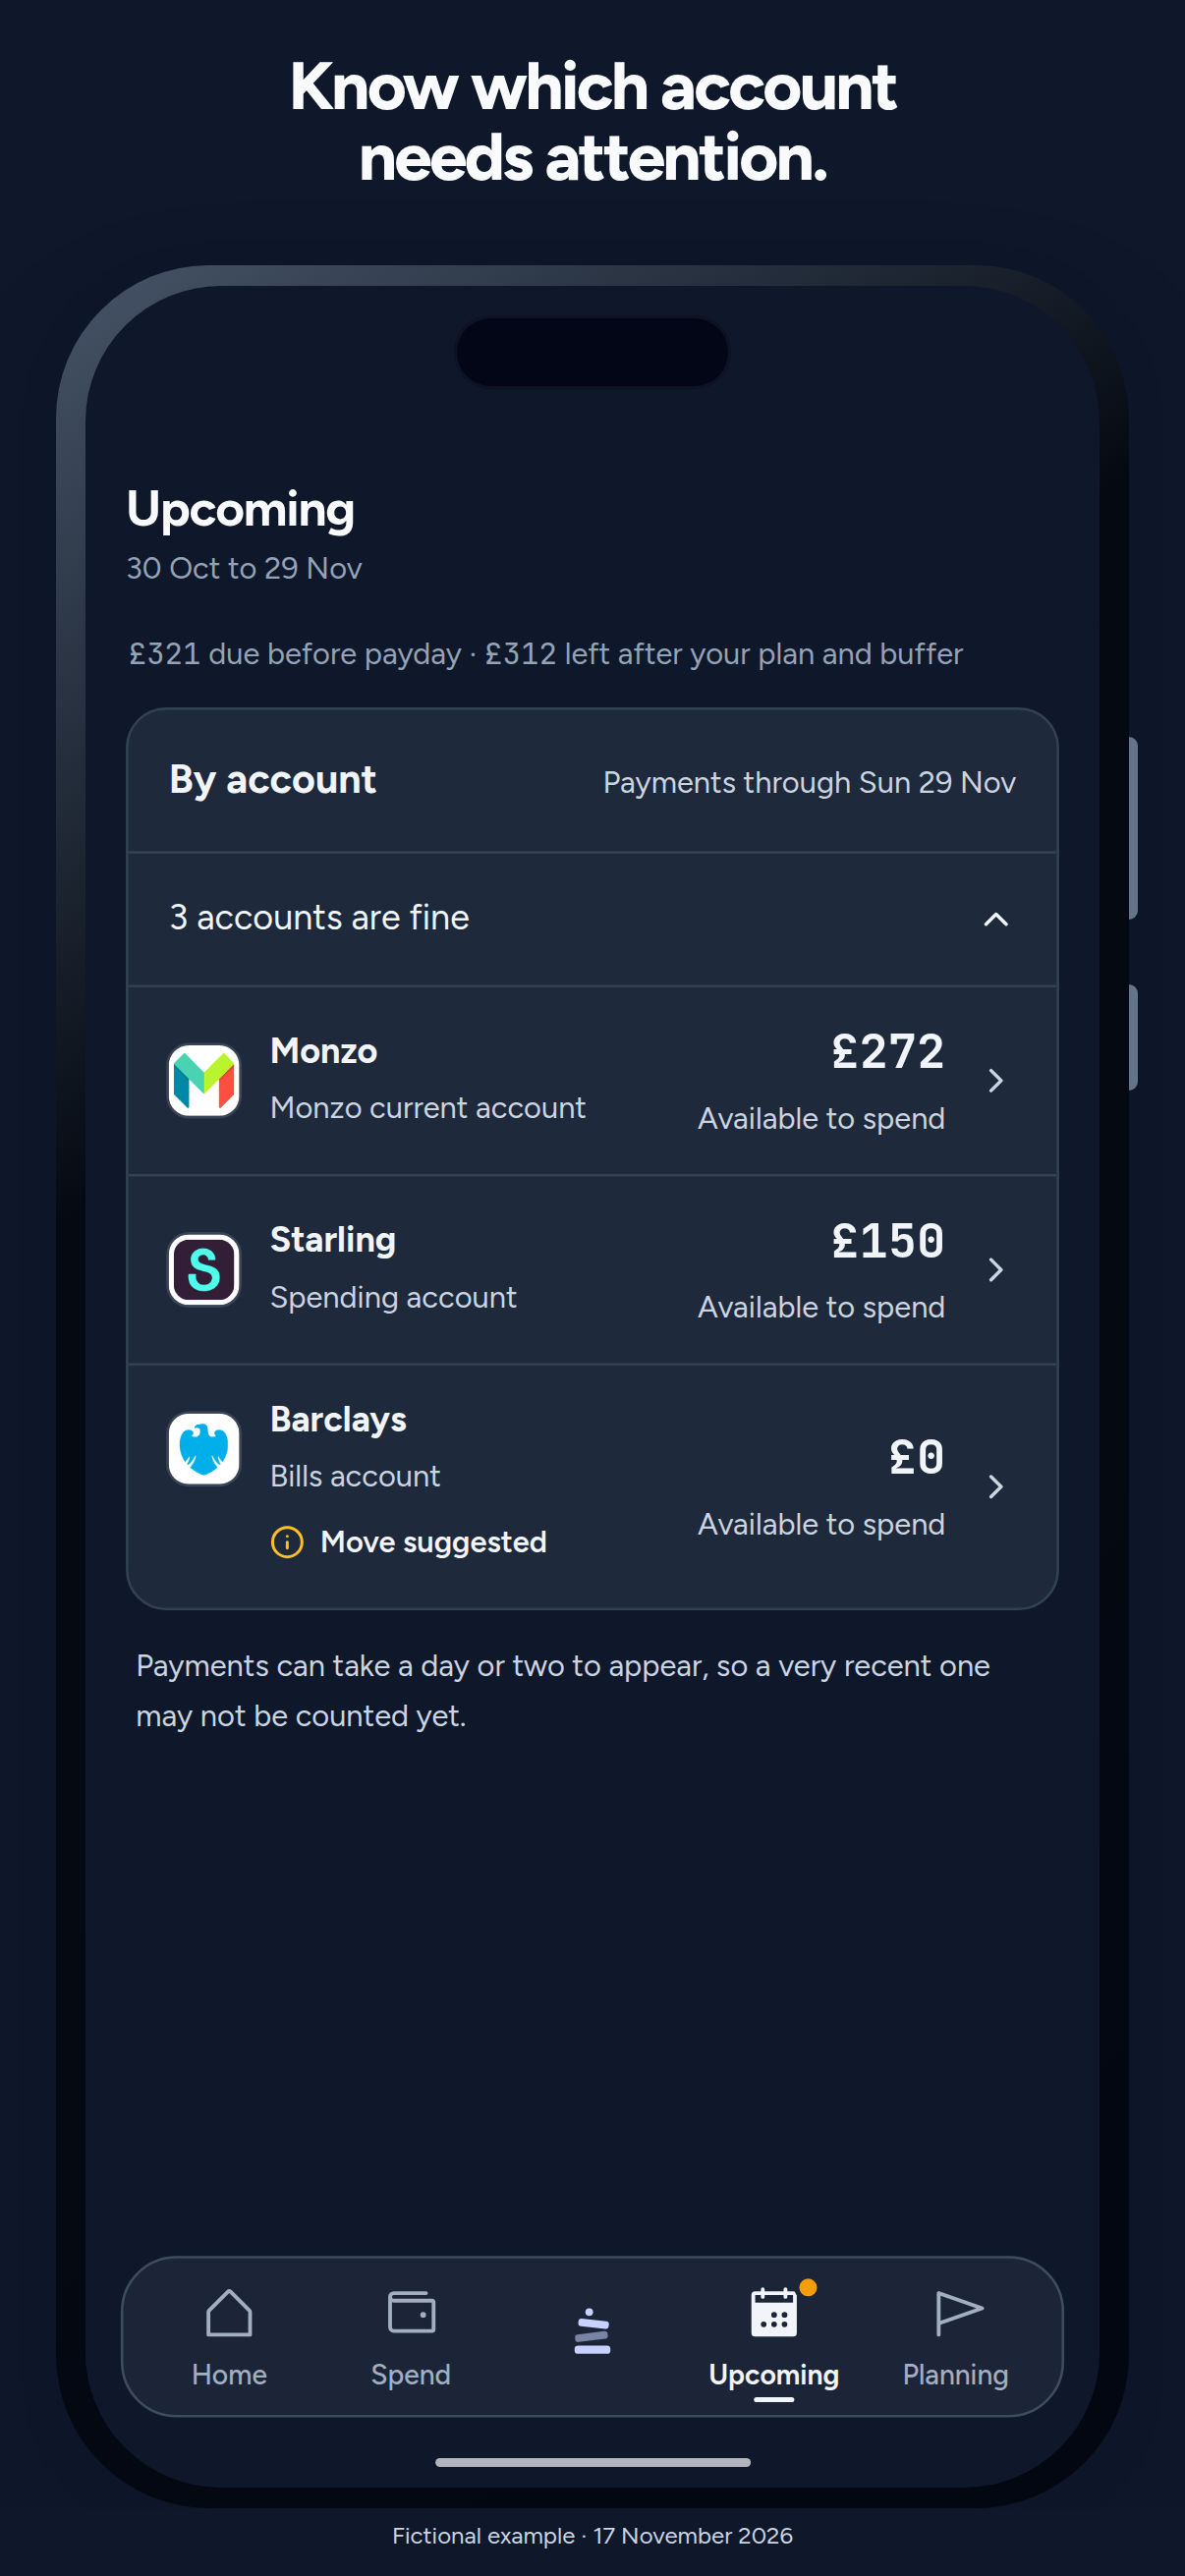 Know which account
needs attention.
Upcoming
30 Oct to 29 Nov
£321 due before payday · £312 left after your plan and buffer
By account
Payments through Sun 29 Nov
3 accounts are fine
Monzo
£272
Monzo current account
Available to spend
Starling
£150
Spending account
Available to spend
Barclays
£0
Bills account
Available to spend
Move suggested
Payments can take a day or two to appear, so a very recent one
may not be counted yet.
Home
Spend
Upcoming
Planning
Fictional example · 17 November 2026